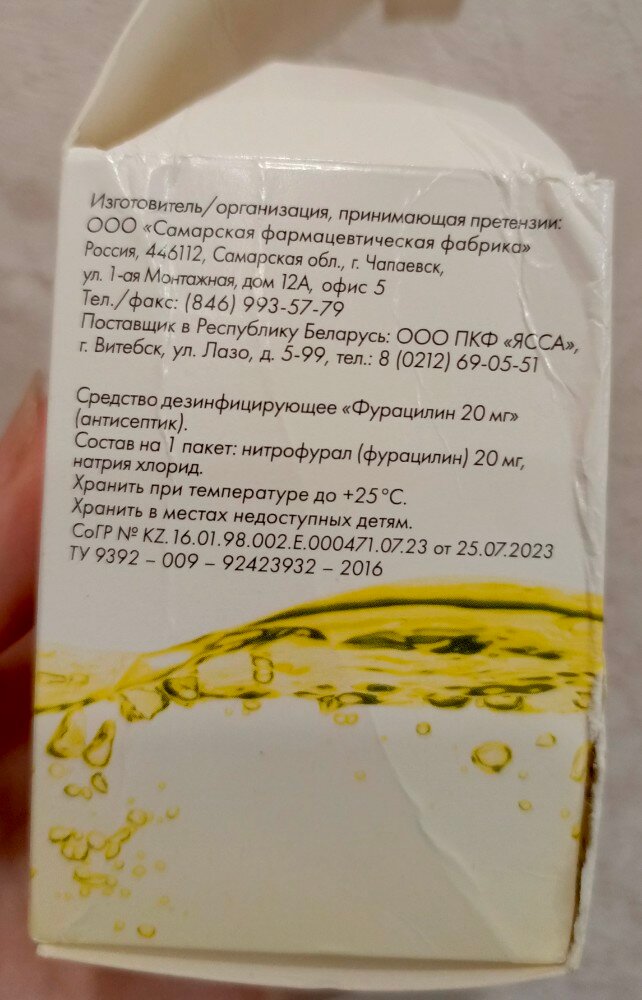 Изготовитель/организация, принимающая претензии:
ООО «Самарская фармацевтическая фабрика»
Россия, 446112, Самарская обл., г. Чапаевск,
ул. 1-ая Монтажная, дом 12А, офис 5
Тел./факс: (846) 993-57-79
Поставщик в Республику Беларусь: ООО ПКФ «ЯССА»,
г. Витебск, ул. Лазо, д. 5-99, тел.: 8 (0212) 69-05-51
Средство дезинфицирующее «Фурацилин 20 мг»
(антисептик).
Состав на 1 пакет: нитрофурал (фурацилин) 20 мг,
натрия хлорид.
Хранить при температуре до +25°С.
Хранить в местах недоступных детям.
СоГР № KZ.16.01.98.002.E.000471.07.23 от 25.07.2023
ТУ 9392 – 009 – 92423932 – 2016